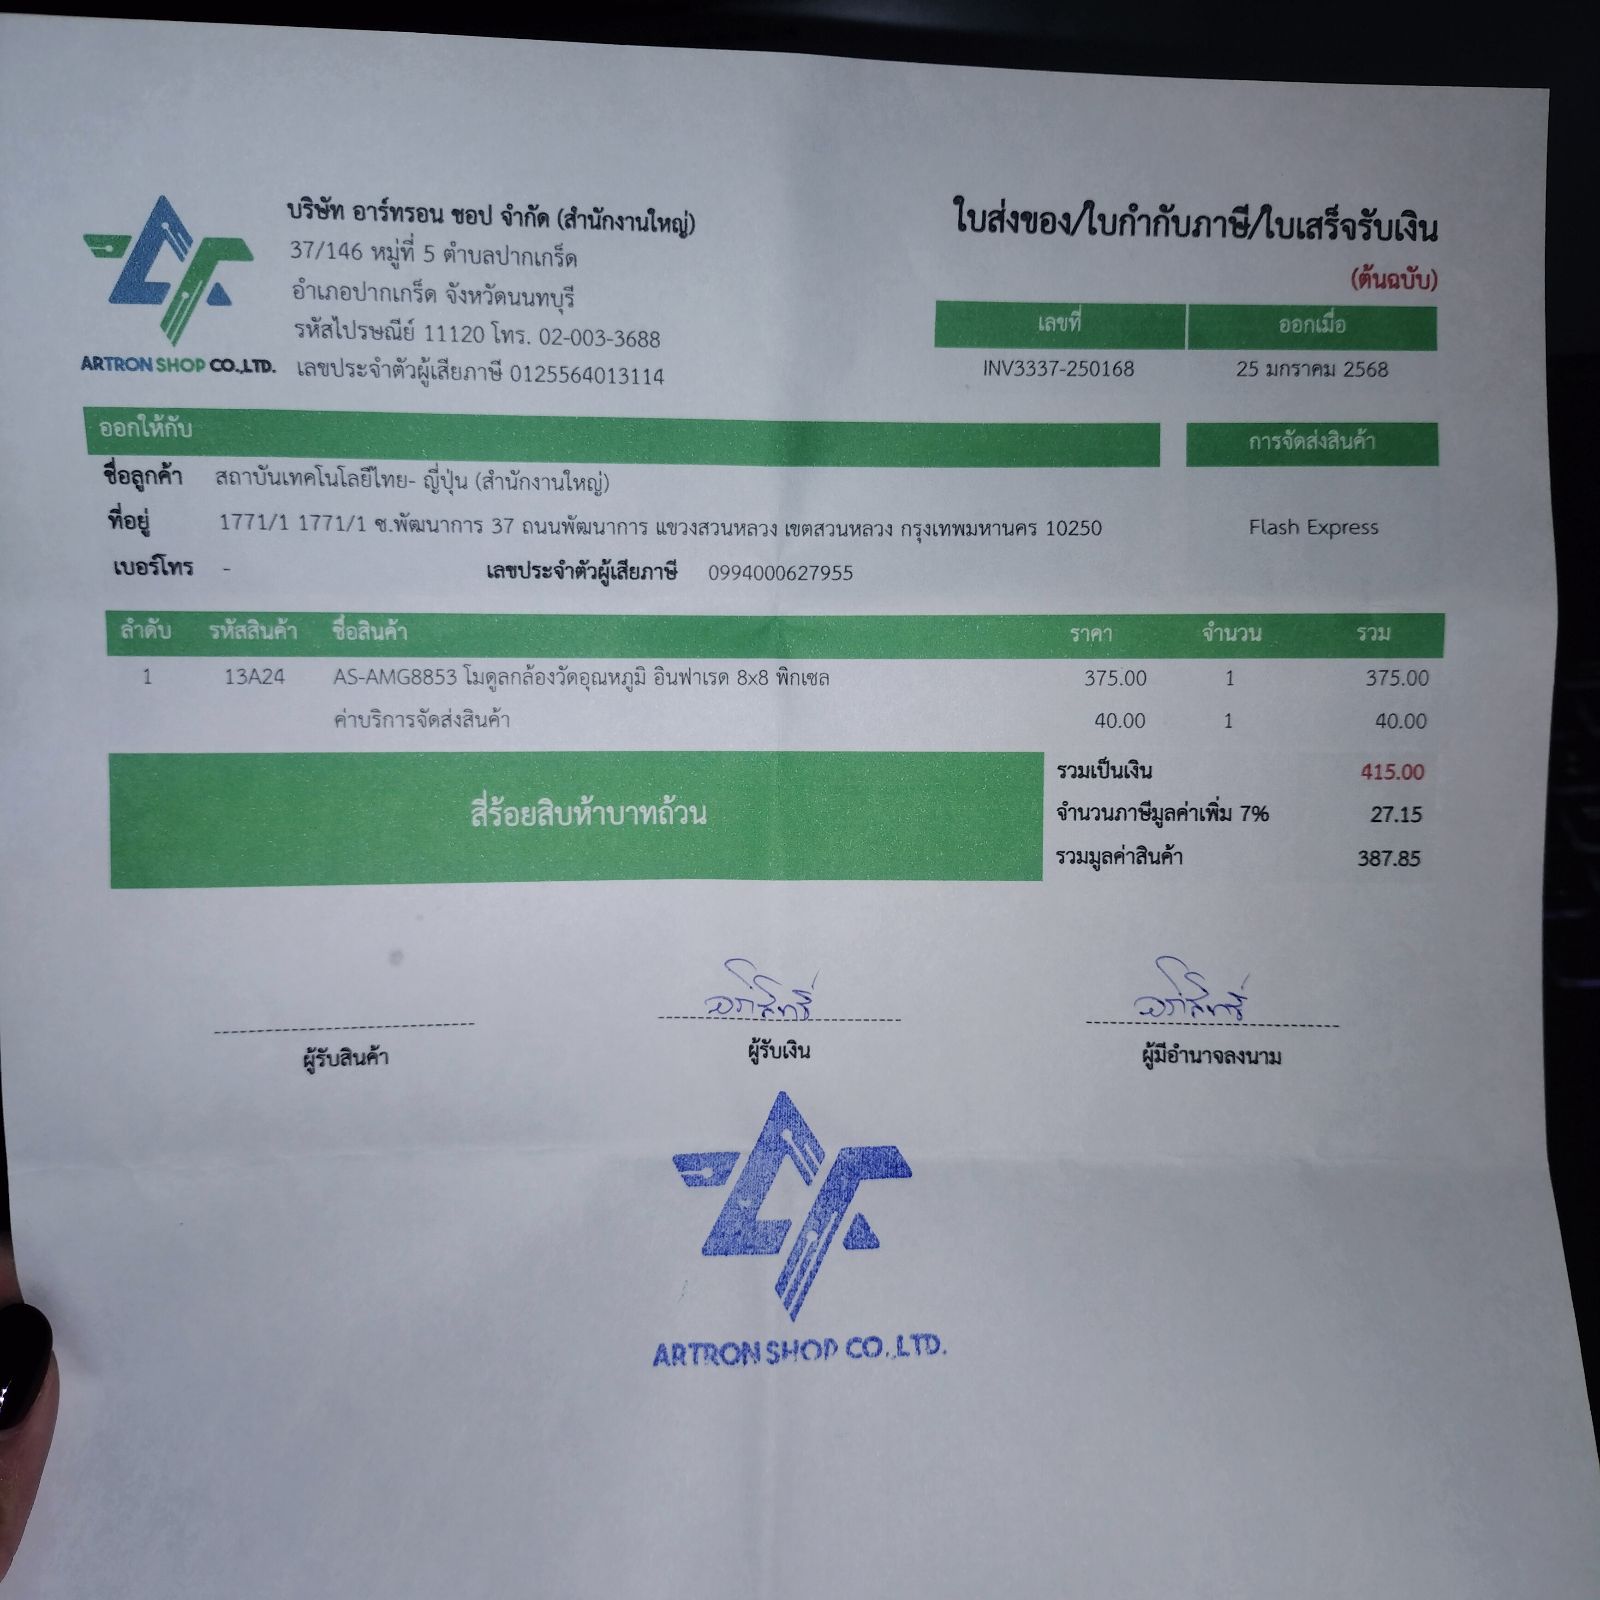 บริษัท อาร์ทรอน ชอป จำกัด (สำนักงานใหญ่)
37/146 หมู่ที่ 5 ตำบลปากเกร็ด
อำเภอปากเกร็ด จังหวัดนนทบุรี
รหัสไปรษณีย์ 11120 โทร. 02-003-3688
เลขประจำตัวผู้เสียภาษี 0125564013114
ARTRON SHOP CO.,LTD.
ใบส่งของ/ใบกำกับภาษี/ใบเสร็จรับเงิน
(ต้นฉบับ)
เลขที่ ออกเมื่อ
INV3337-250168 25 มกราคม 2568
ออกให้กับ การจัดส่งสินค้า
ชื่อลูกค้า สถาบันเทคโนโลยีไทย- ญี่ปุ่น (สำนักงานใหญ่)
ที่อยู่ 1771/1 1771/1 ซ.พัฒนาการ 37 ถนนพัฒนาการ แขวงสวนหลวง เขตสวนหลวง กรุงเทพมหานคร 10250 Flash Express
เบอร์โทร - เลขประจำตัวผู้เสียภาษี 0994000627955
ลำดับ รหัสสินค้า ชื่อสินค้า ราคา จำนวน รวม
1 13A24 AS-AMG8853 โมดูลกล้องวัดอุณหภูมิ อินฟาเรด 8x8 พิกเซล 375.00 1 375.00
ค่าบริการจัดส่งสินค้า 40.00 1 40.00
สี่ร้อยสิบห้าบาทถ้วน
รวมเป็นเงิน 415.00
จำนวนภาษีมูลค่าเพิ่ม 7% 27.15
รวมมูลค่าสินค้า 387.85
ผู้รับสินค้า ผู้รับเงิน ผู้มีอำนาจลงนาม
ARTRON SHOP CO.,LTD.